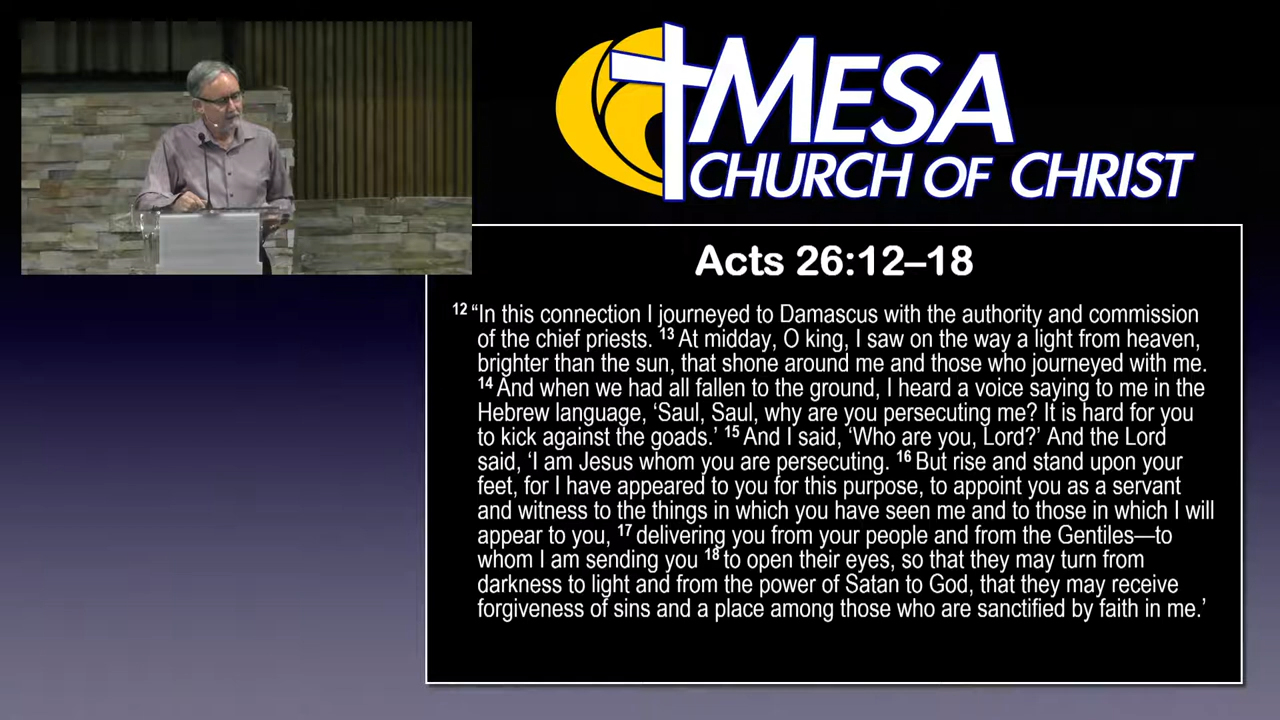 MESA
CHURCH OF CHRIST
Acts 26:12–18
12 “In this connection I journeyed to Damascus with the authority and commission
of the chief priests. 13 At midday, O king, I saw on the way a light from heaven,
brighter than the sun, that shone around me and those who journeyed with me.
14 And when we had all fallen to the ground, I heard a voice saying to me in the
Hebrew language, ‘Saul, Saul, why are you persecuting me? It is hard for you
to kick against the goads.’ 15 And I said, ‘Who are you, Lord?’ And the Lord
said, ‘I am Jesus whom you are persecuting. 16 But rise and stand upon your
feet, for I have appeared to you for this purpose, to appoint you as a servant
and witness to the things in which you have seen me and to those in which I will
appear to you, 17 delivering you from your people and from the Gentiles—to
whom I am sending you 18 to open their eyes, so that they may turn from
darkness to light and from the power of Satan to God, that they may receive
forgiveness of sins and a place among those who are sanctified by faith in me.’